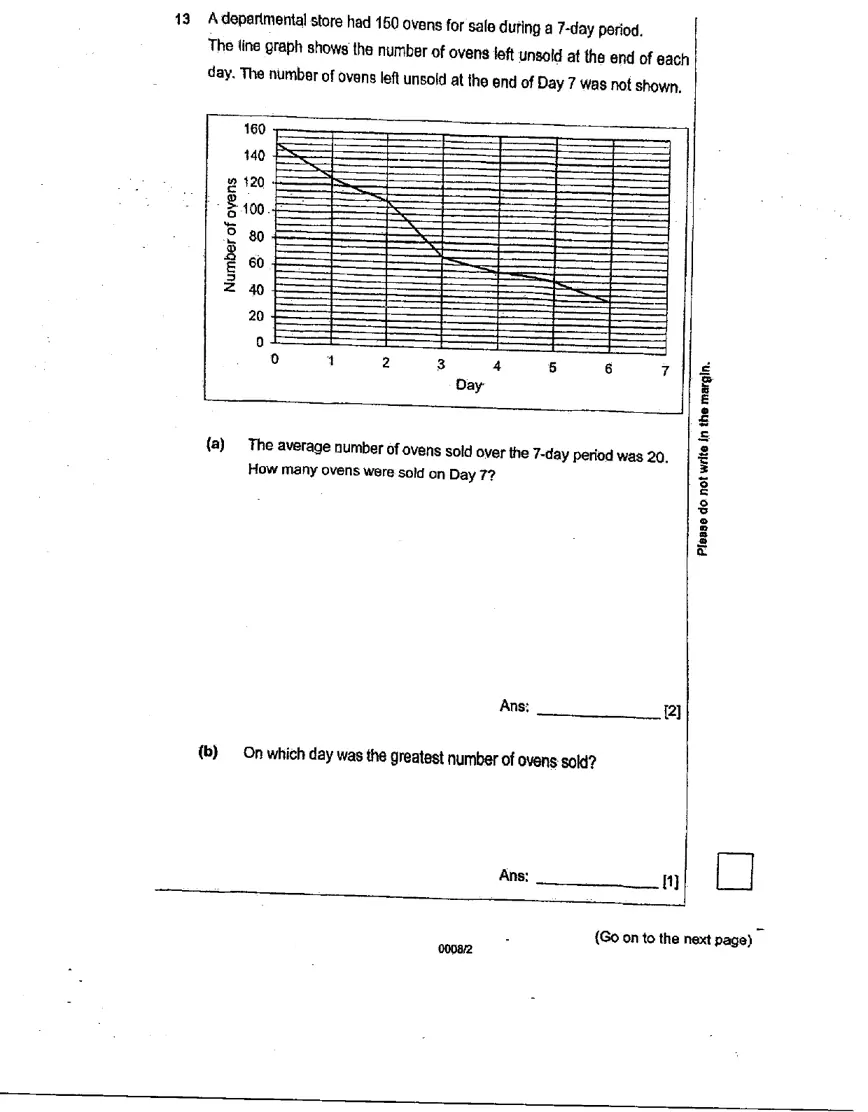 13 A departmental store had 150 ovens for sale during a 7-day period.
The line graph shows the number of ovens left unsold at the end of each
day. The number of ovens left unsold at the end of Day 7 was not shown.
160
140
120
100
80
60
40
20
0
Number of ovens
0 1 2 3 4 5 6 7
Day
(a) The average number of ovens sold over the 7-day period was 20.
How many ovens were sold on Day 7?
Please do not write in the margin.
Ans: [2]
(b) On which day was the greatest number of ovens sold?
Ans: [1]
(Go on to the next page)
0008/2